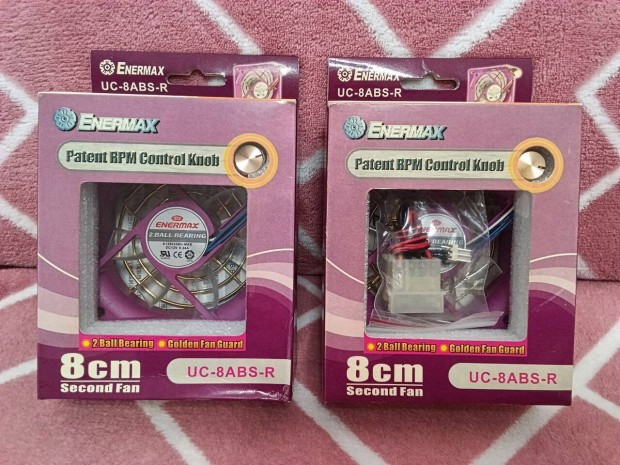 ENERMAX
UC-8ABS-R
ENERMAX
Patent RPM Control Knob
ENERMAX
2 BALL BEARING
2 Ball Bearing Golden Fan Guard
8cm
Second Fan
UC-8ABS-R
ENERMAX
UC-8ABS-R
ENERMAX
Patent RPM Control Knob
ENERMAX
2 Ball Bearing Golden Fan Guard
8cm
Second Fan
UC-8ABS-R